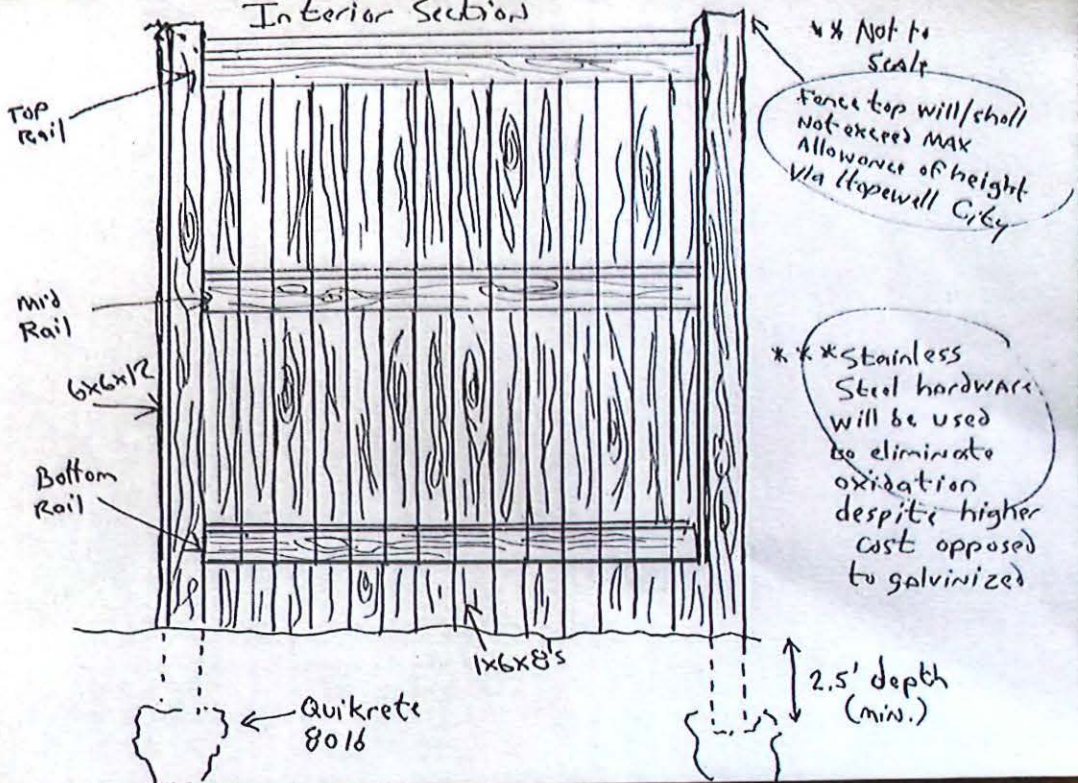 Interior Section
** Not to
Scale
Fence top will/shall
Not exceed MAX
Allowance of height
Via Hopewell City
Top
Rail
Mid
Rail
6x6x12
Bottom
Rail
***Stainless
Steel hardware
will be used
to eliminate
oxidation
despite higher
cost opposed
to galvinized
1x6x8's
2.5' depth
(min.)
Quikrete
80lb